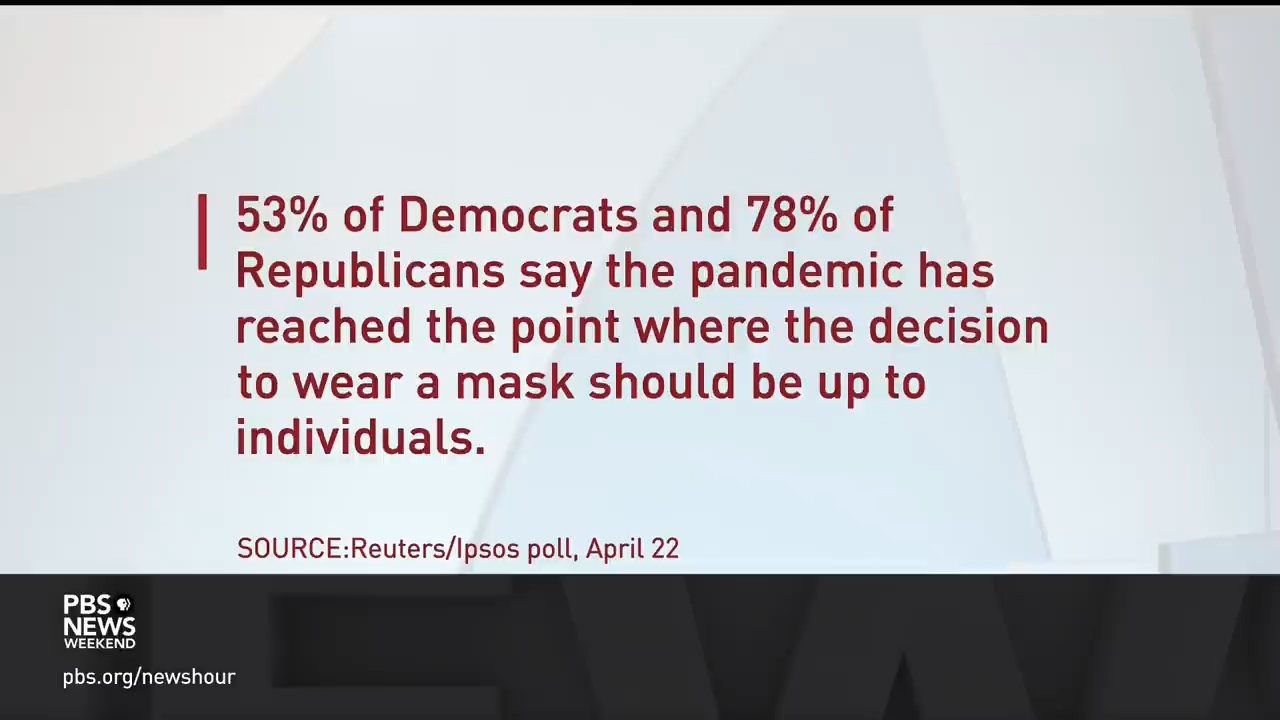 53% of Democrats and 78% of
Republicans say the pandemic has
reached the point where the decision
to wear a mask should be up to
individuals.
SOURCE:Reuters/Ipsos poll, April 22
PBS
NEWS
WEEKEND
pbs.org/newshour